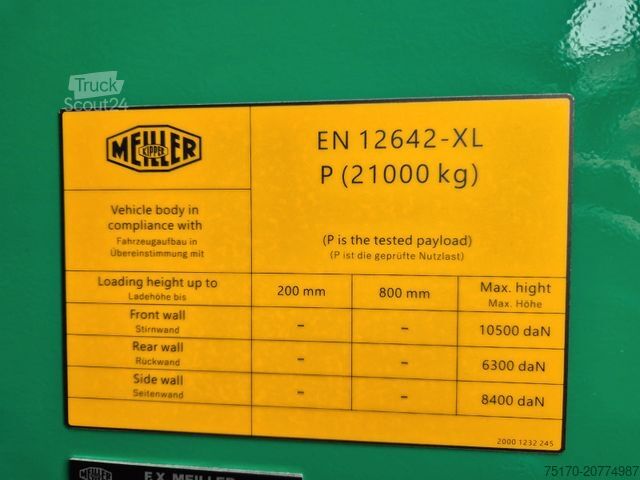 Truck
Scout24
MEILLER
KIPPER
EN 12642-XL
P (21000 kg)
Vehicle body in
compliance with
Fahrzeugaufbau in
Übereinstimmung mit
(P is the tested payload)
(P ist die geprüfte Nutzlast)
Loading height up to
Ladehöhe bis
200 mm
800 mm
Max. hight
Max. Höhe
Front wall
Stirnwand
– – 10500 daN
Rear wall
Rückwand
– – 6300 daN
Side wall
Seitenwand
– – 8400 daN
2000 1232 245
F.X. MEILLER
75170-20774987